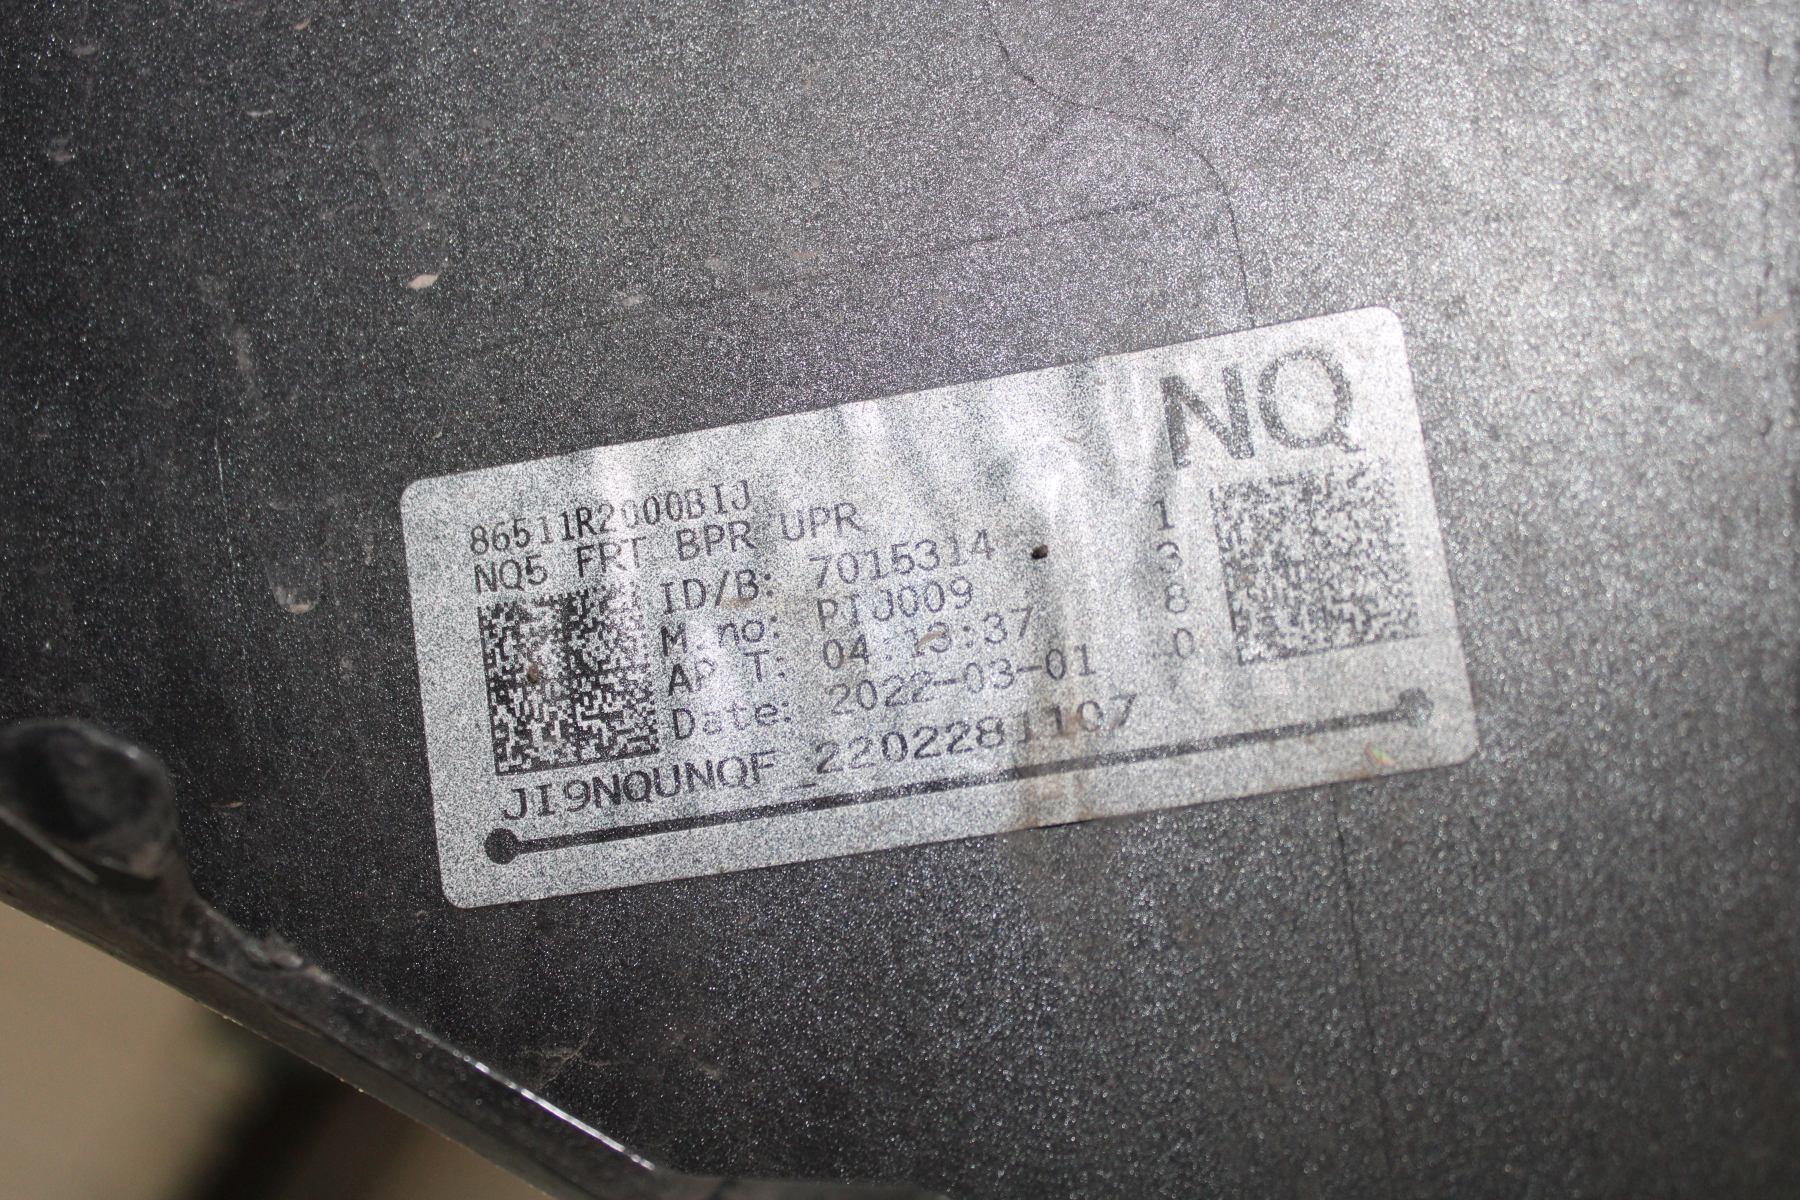 NQ
86511R2000BIJ
NQ5 FRT BPR UPR
ID/B: 7015314
M no: PIJ009
AP T: 04:13:37
Date: 2022-03-01
JI9NQUNQF_2202281107
1
3
8
0